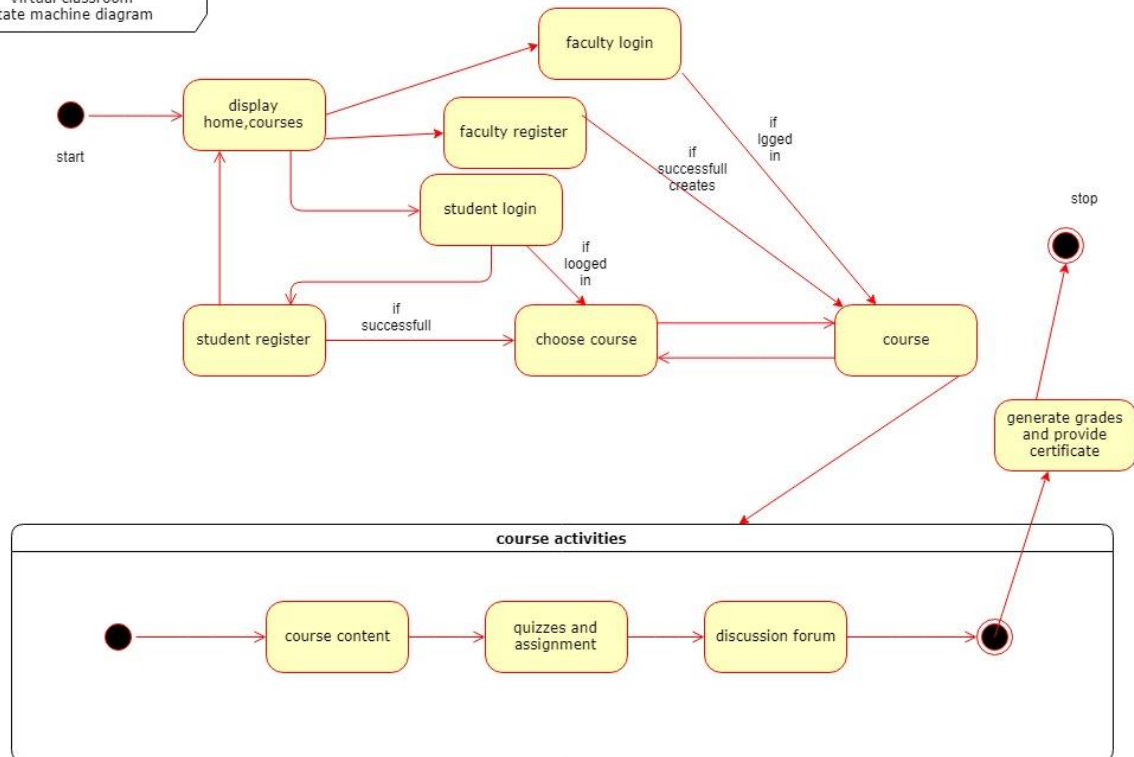 virtual classroom
state machine diagram
faculty login
display
home,courses
start
faculty register
if
lgged
in
if
successfull
creates
stop
student login
if
looged
in
student register
if
successfull
choose course
course
generate grades
and provide
certificate
course activities
course content
quizzes and
assignment
discussion forum